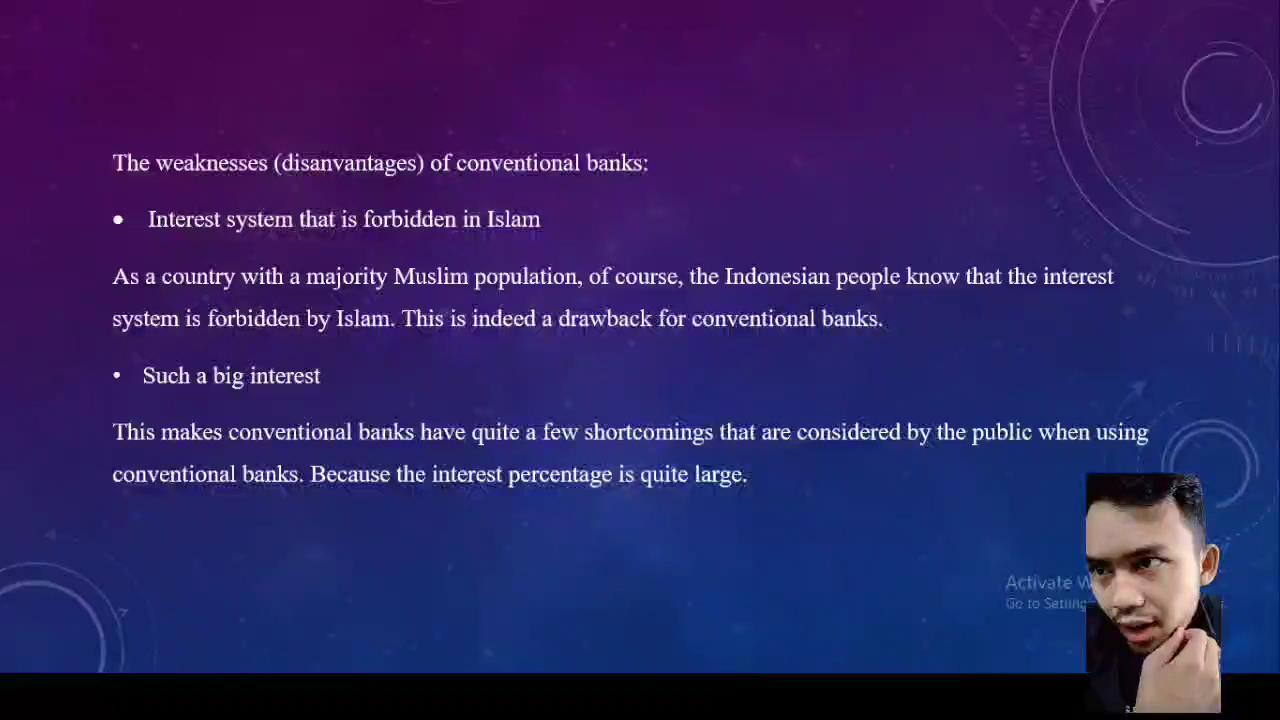 The weaknesses (disanvantages) of conventional banks:
• Interest system that is forbidden in Islam
As a country with a majority Muslim population, of course, the Indonesian people know that the interest
system is forbidden by Islam. This is indeed a drawback for conventional banks.
• Such a big interest
This makes conventional banks have quite a few shortcomings that are considered by the public when using
conventional banks. Because the interest percentage is quite large.
Activate
Go to